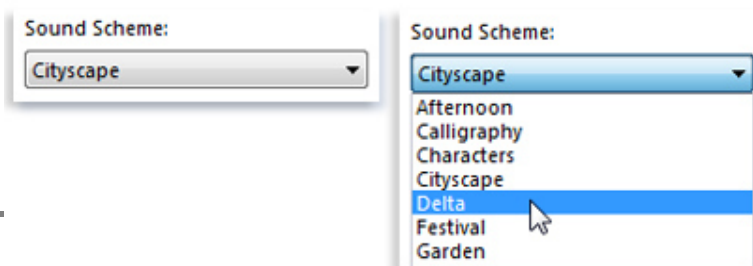 Sound Scheme:
Cityscape
Sound Scheme:
Cityscape
Afternoon
Calligraphy
Characters
Cityscape
Delta
Festival
Garden